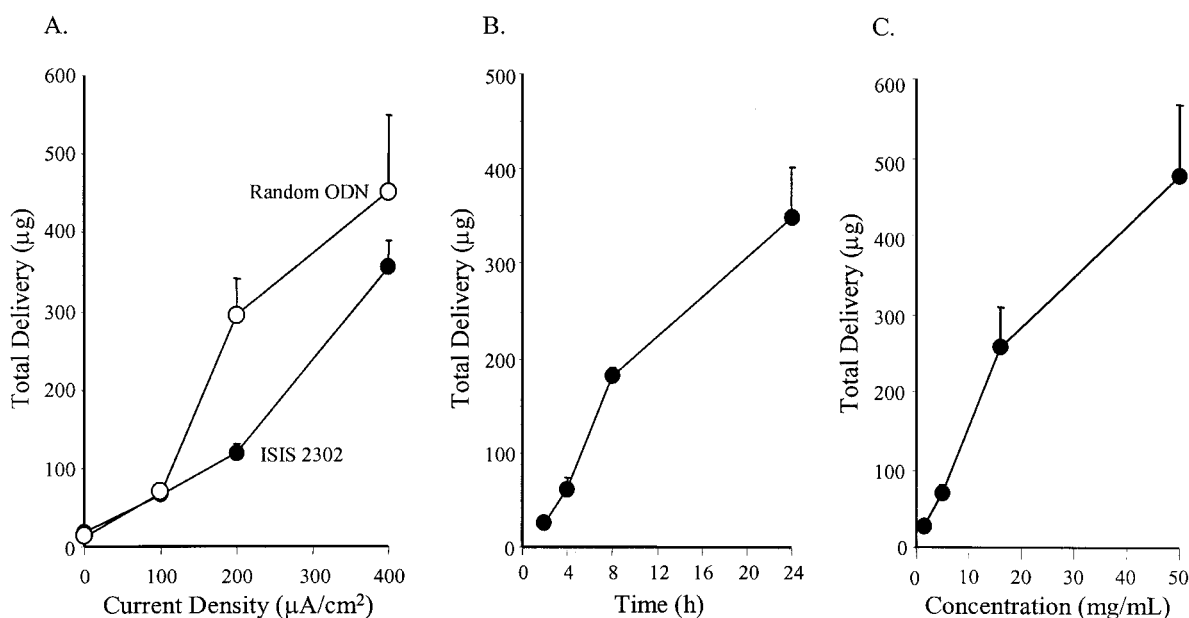 A.
600
500
400
300
200
100
0
Total Delivery (µg)
Random ODN
ISIS 2302
0 100 200 300 400
Current Density (µA/cm²)
B.
500
400
300
200
100
0
Total Delivery (µg)
0 4 8 12 16 20 24
Time (h)
C.
600
500
400
300
200
100
0
Total Delivery (µg)
0 10 20 30 40 50
Concentration (mg/mL)